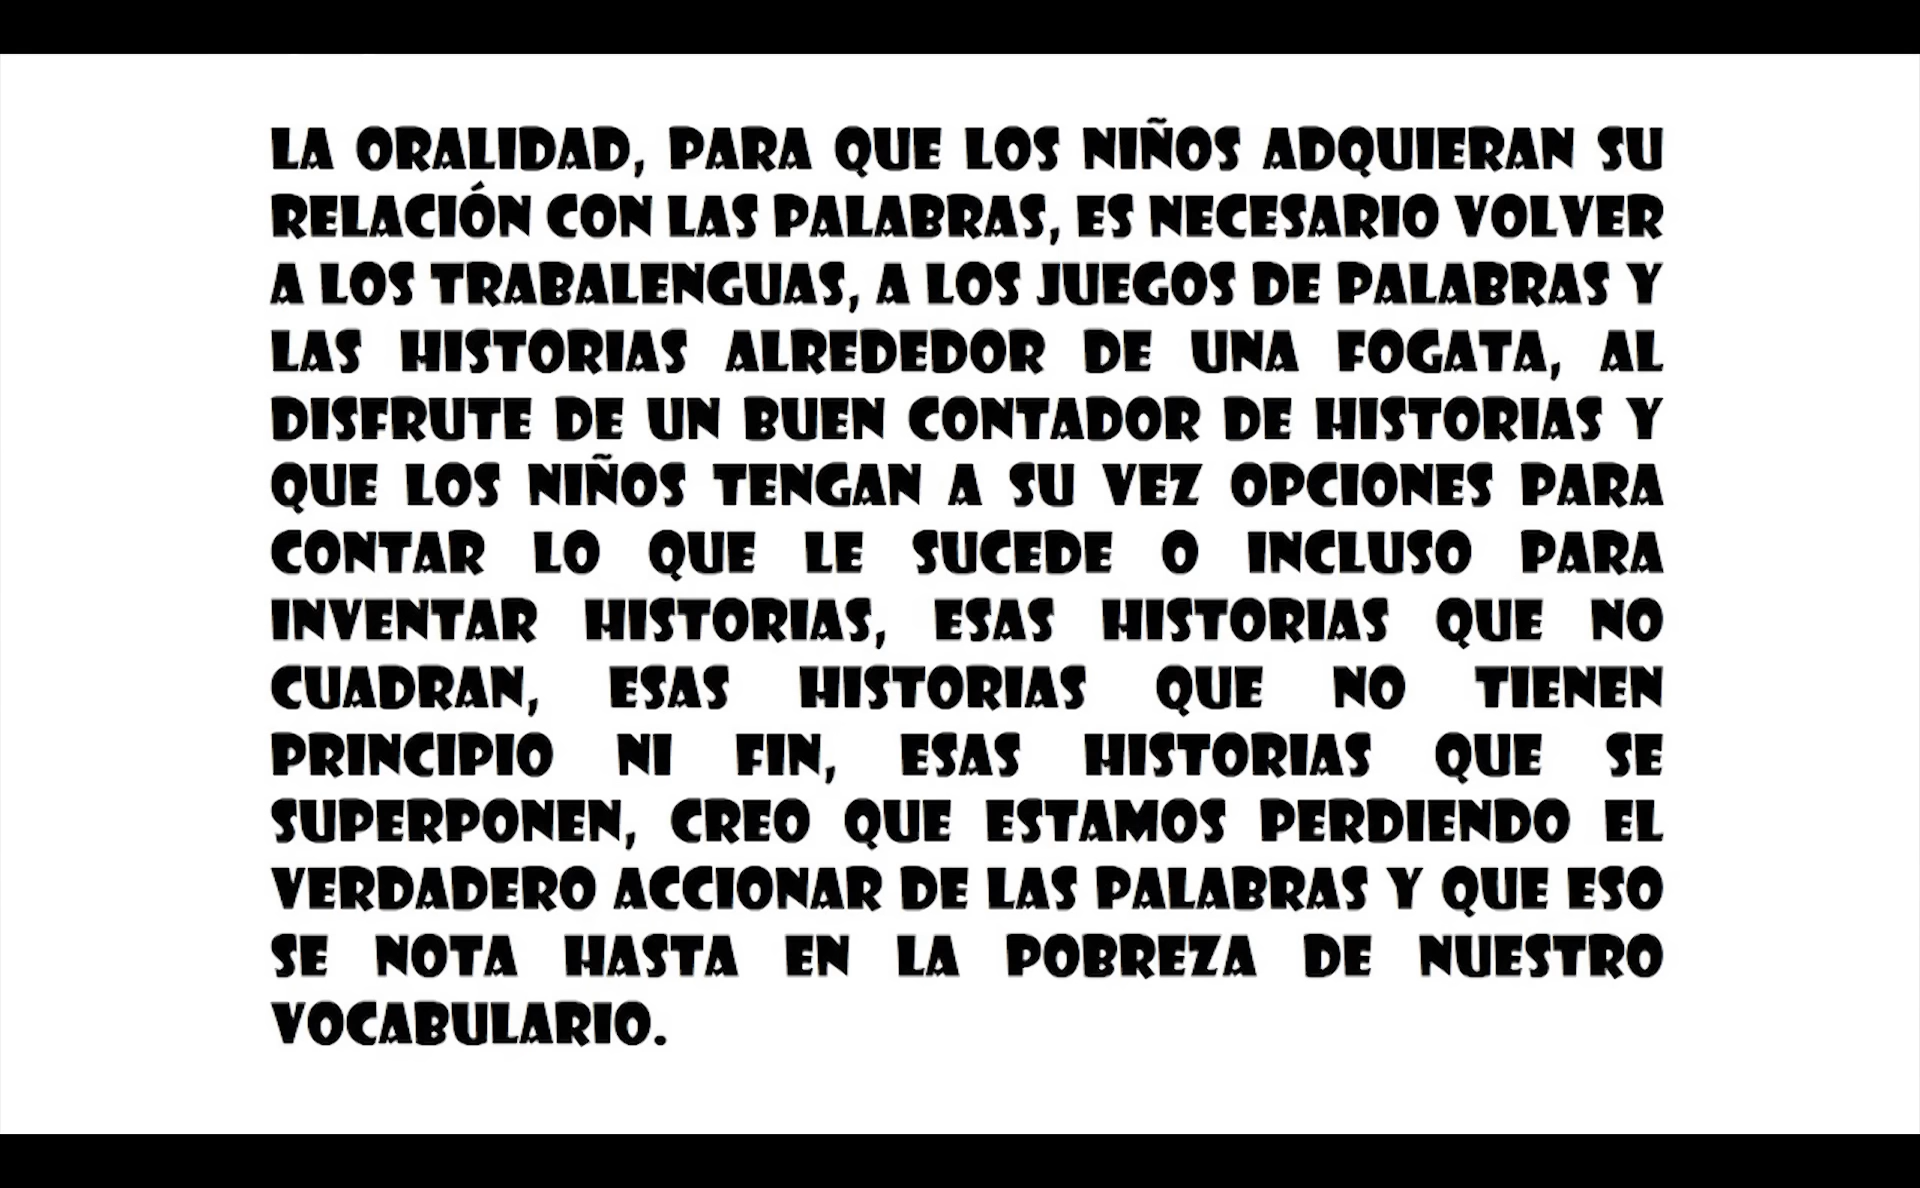 LA ORALIDAD, PARA QUE LOS NIÑOS ADQUIERAN SU
RELACIÓN CON LAS PALABRAS, ES NECESARIO VOLVER
A LOS TRABALENGUAS, A LOS JUEGOS DE PALABRAS Y
LAS HISTORIAS ALREDEDOR DE UNA FOGATA, AL
DISFRUTE DE UN BUEN CONTADOR DE HISTORIAS Y
QUE LOS NIÑOS TENGAN A SU VEZ OPCIONES PARA
CONTAR LO QUE LE SUCEDE O INCLUSO PARA
INVENTAR HISTORIAS, ESAS HISTORIAS QUE NO
CUADRAN, ESAS HISTORIAS QUE NO TIENEN
PRINCIPIO NI FIN, ESAS HISTORIAS QUE SE
SUPERPONEN, CREO QUE ESTAMOS PERDIENDO EL
VERDADERO ACCIONAR DE LAS PALABRAS Y QUE ESO
SE NOTA HASTA EN LA POBREZA DE NUESTRO
VOCABULARIO.